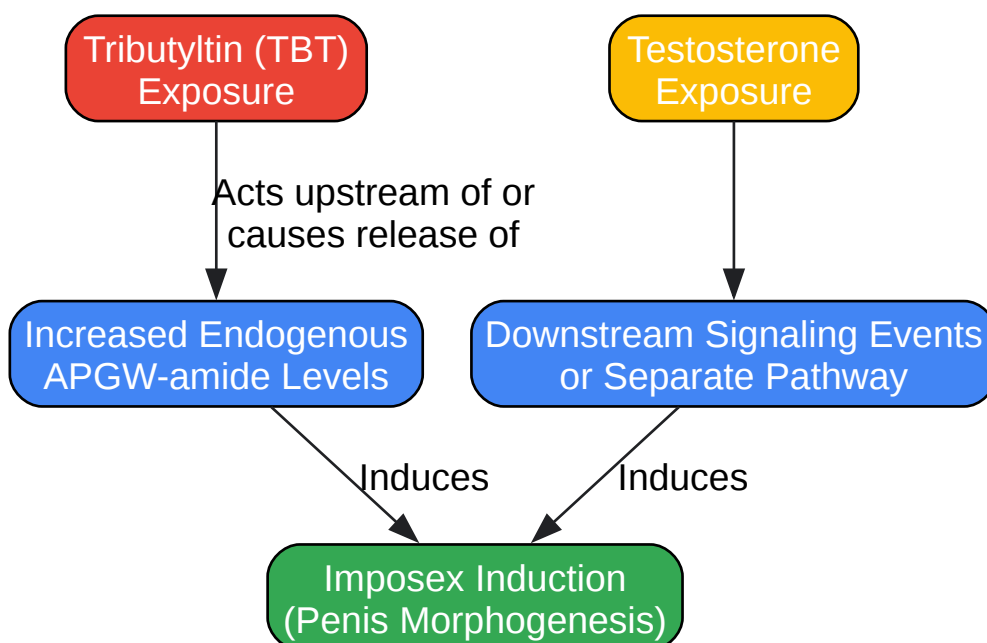 Tributyltin (TBT)
Exposure
Testosterone
Exposure
Acts upstream of or
causes release of
Increased Endogenous
APGW-amide Levels
Downstream Signaling Events
or Separate Pathway
Induces
Induces
Imposex Induction
(Penis Morphogenesis)